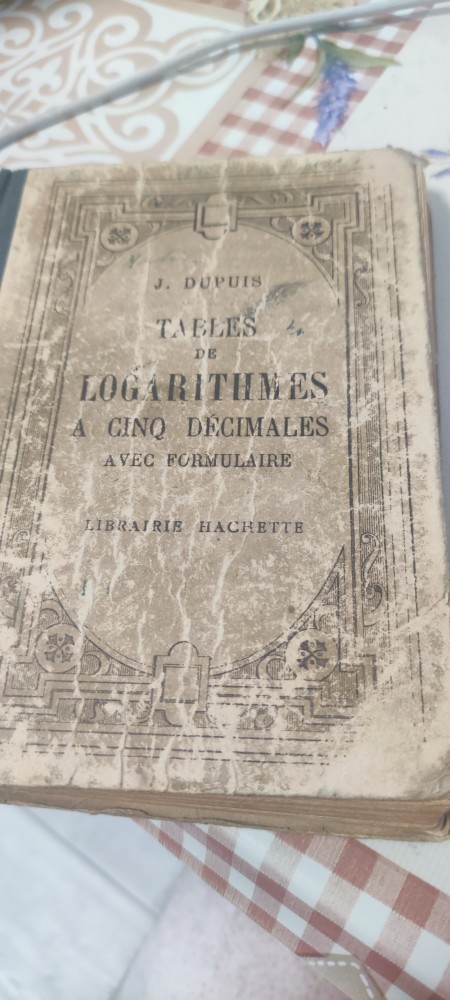 J. DUPUIS
TABLES
DE
LOGARITHMES
A CINQ DÉCIMALES
AVEC FORMULAIRE
LIBRAIRIE HACHETTE